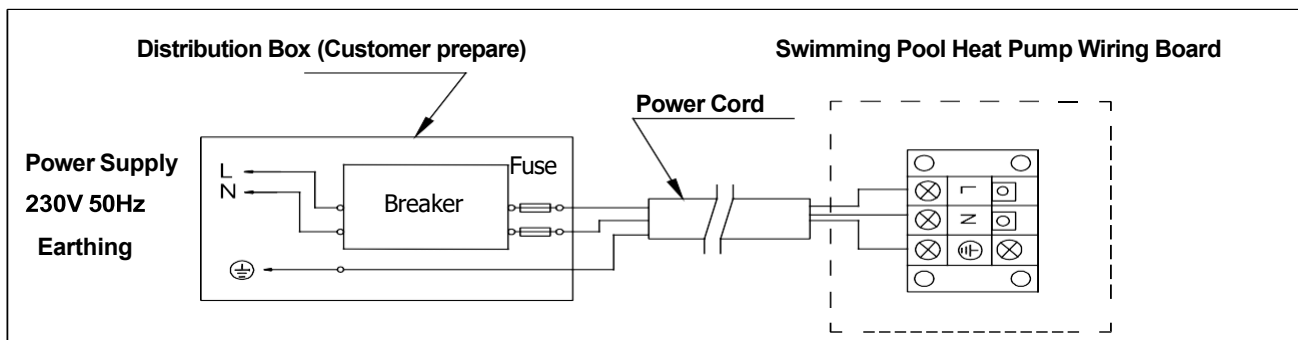 Distribution Box (Customer prepare)
Swimming Pool Heat Pump Wiring Board
Power Cord
Power Supply
230V 50Hz
Earthing
L
N
Breaker
Fuse
L
N